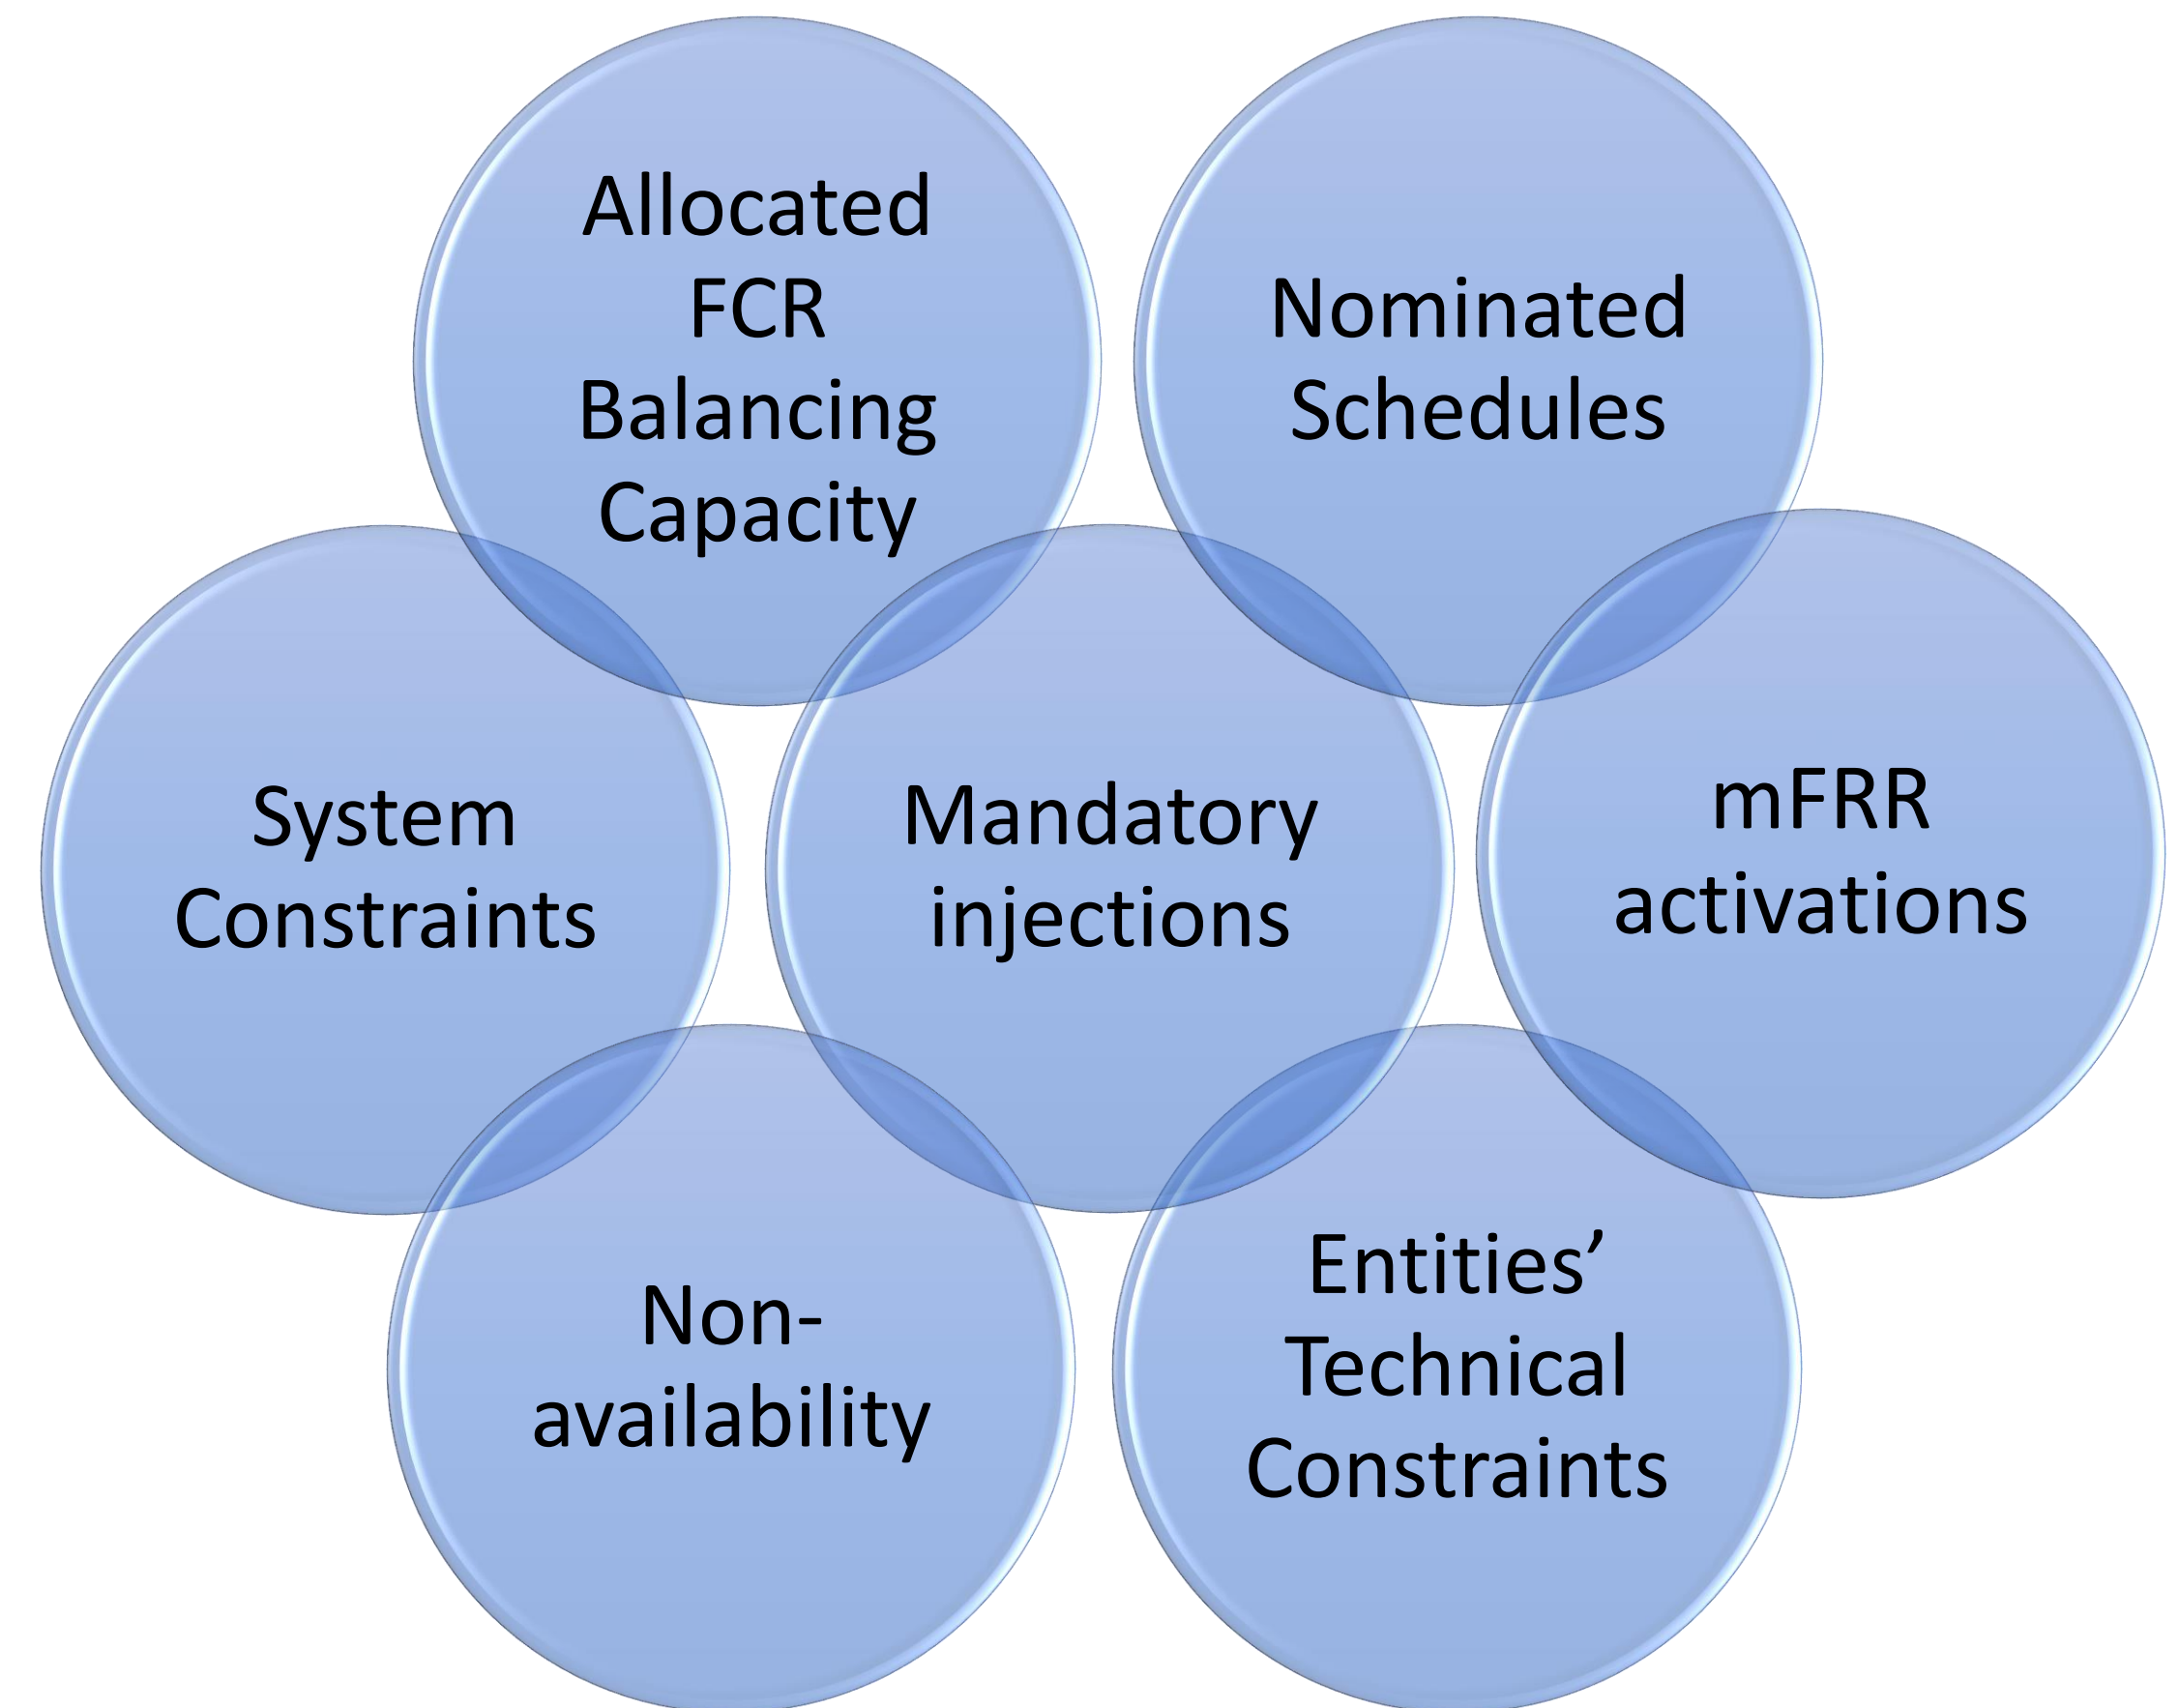 Allocated
FCR
Balancing
Capacity
Nominated
Schedules
System
Constraints
Mandatory
injections
mFRR
activations
Non-
availability
Entities’
Technical
Constraints